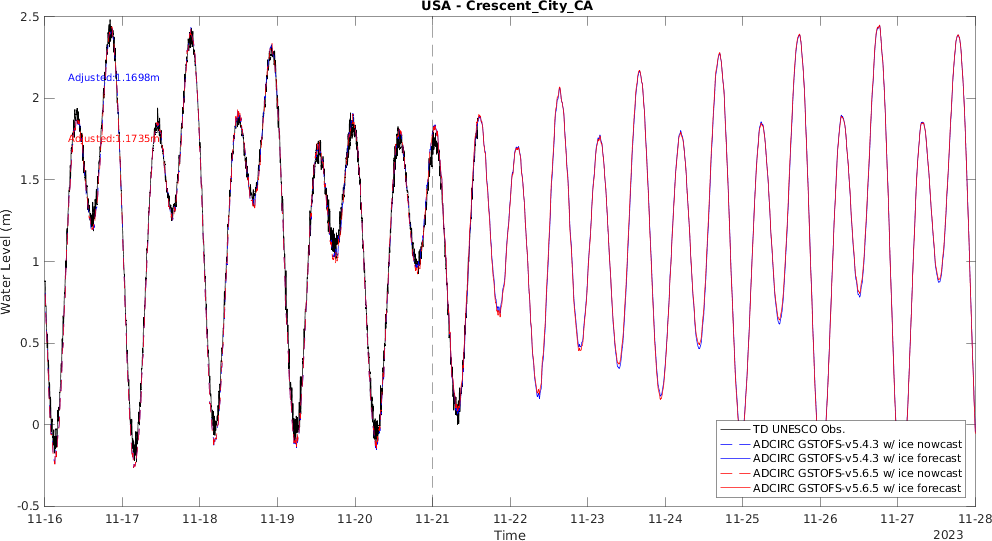 USA - Crescent_City_CA
2.5
2
1.5
1
0.5
0
-0.5
Water Level (m)
Adjusted:1.1698m
Adjusted:1.1735m
TD UNESCO Obs.
ADCIRC GSTOFS-v5.4.3 w/ ice nowcast
ADCIRC GSTOFS-v5.4.3 w/ ice forecast
ADCIRC GSTOFS-v5.6.5 w/ ice nowcast
ADCIRC GSTOFS-v5.6.5 w/ ice forecast
11-16 11-17 11-18 11-19 11-20 11-21 11-22 11-23 11-24 11-25 11-26 11-27 11-28
Time
2023